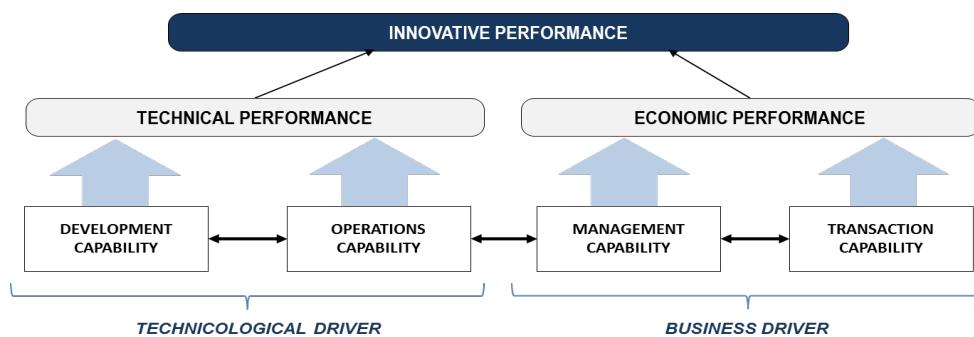 INNOVATIVE PERFORMANCE
TECHNICAL PERFORMANCE
ECONOMIC PERFORMANCE
DEVELOPMENT
CAPABILITY
OPERATIONS
CAPABILITY
MANAGEMENT
CAPABILITY
TRANSACTION
CAPABILITY
TECHNICOLOGICAL DRIVER
BUSINESS DRIVER